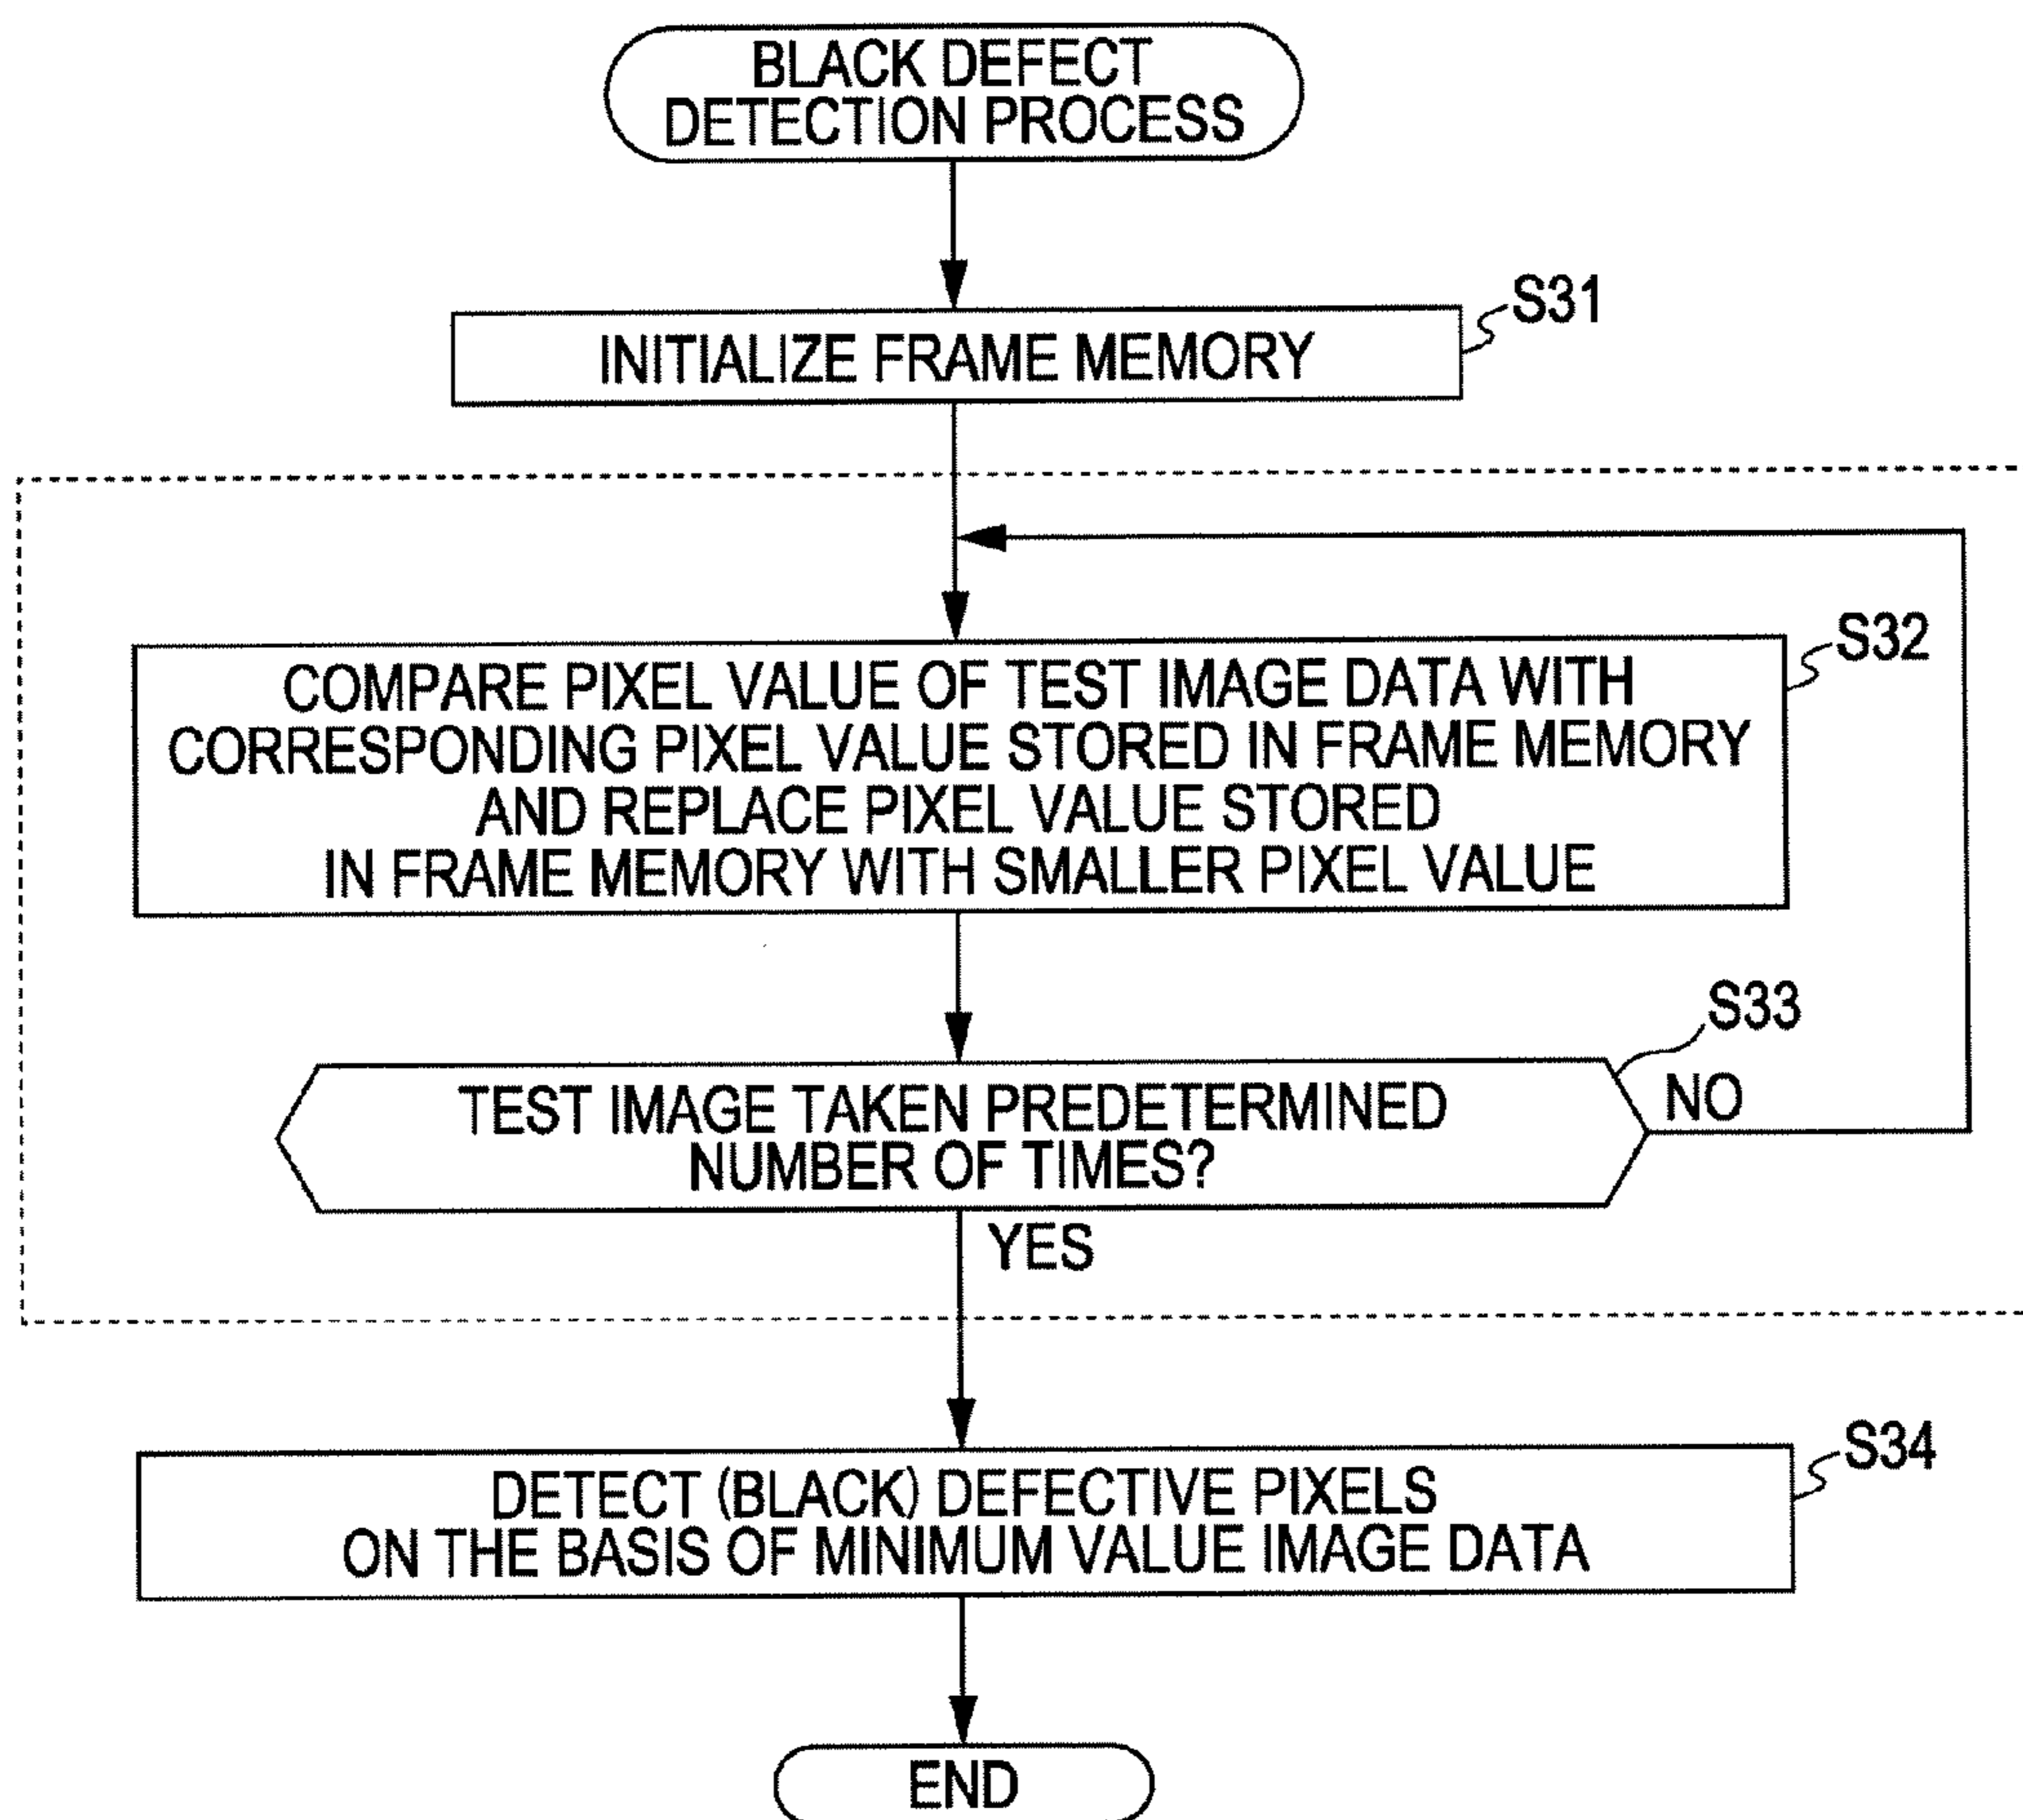 BLACK DEFECT
DETECTION PROCESS
S31
INITIALIZE FRAME MEMORY
S32
COMPARE PIXEL VALUE OF TEST IMAGE DATA WITH
CORRESPONDING PIXEL VALUE STORED IN FRAME MEMORY
AND REPLACE PIXEL VALUE STORED
IN FRAME MEMORY WITH SMALLER PIXEL VALUE
S33
TEST IMAGE TAKEN PREDETERMINED
NUMBER OF TIMES?
NO
YES
S34
DETECT (BLACK) DEFECTIVE PIXELS
ON THE BASIS OF MINIMUM VALUE IMAGE DATA
END